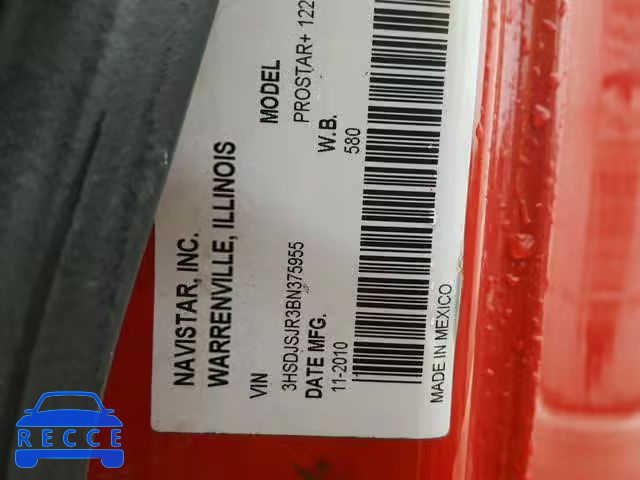 NAVISTAR, INC.
WARRENVILLE, ILLINOIS
VIN
3HSDJSJR3BN375955
DATE MFG.
11-2010
MODEL
PROSTAR+ 122
W.B.
580
MADE IN MEXICO
RECCE